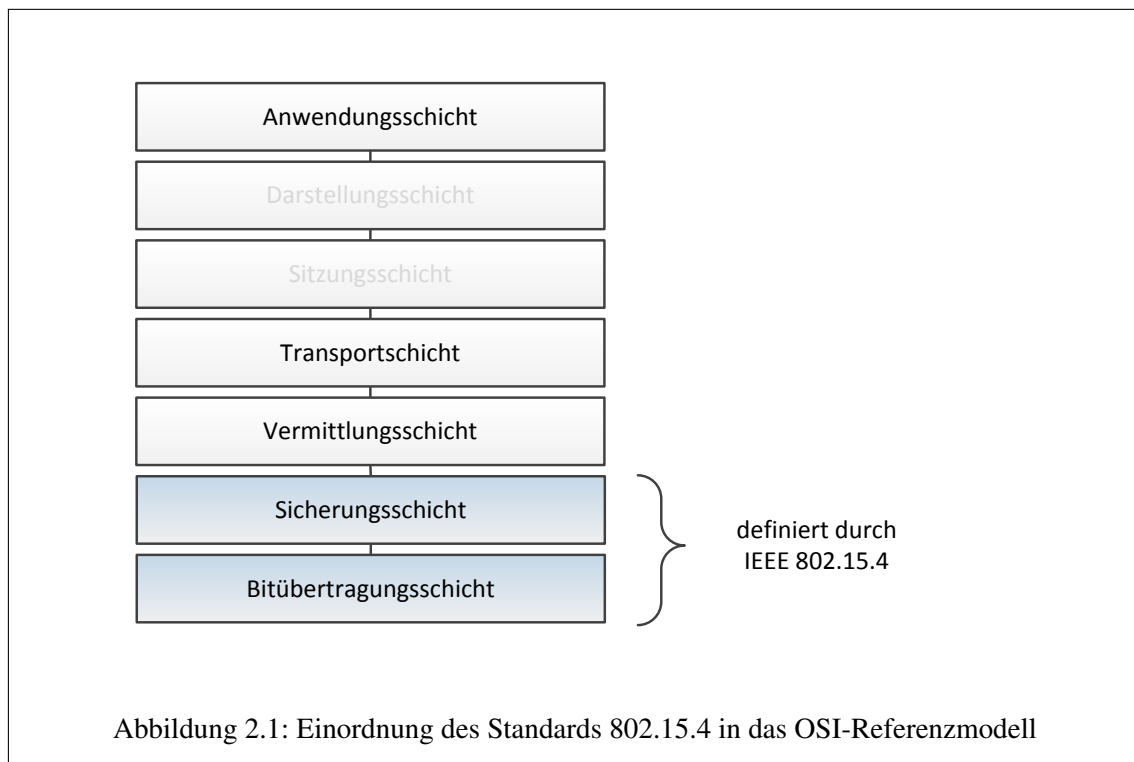 Anwendungsschicht
Darstellungsschicht
Sitzungsschicht
Transportschicht
Vermittlungsschicht
Sicherungsschicht
Bitübertragungsschicht
definiert durch
IEEE 802.15.4
Abbildung 2.1: Einordnung des Standards 802.15.4 in das OSI-Referenzmodell